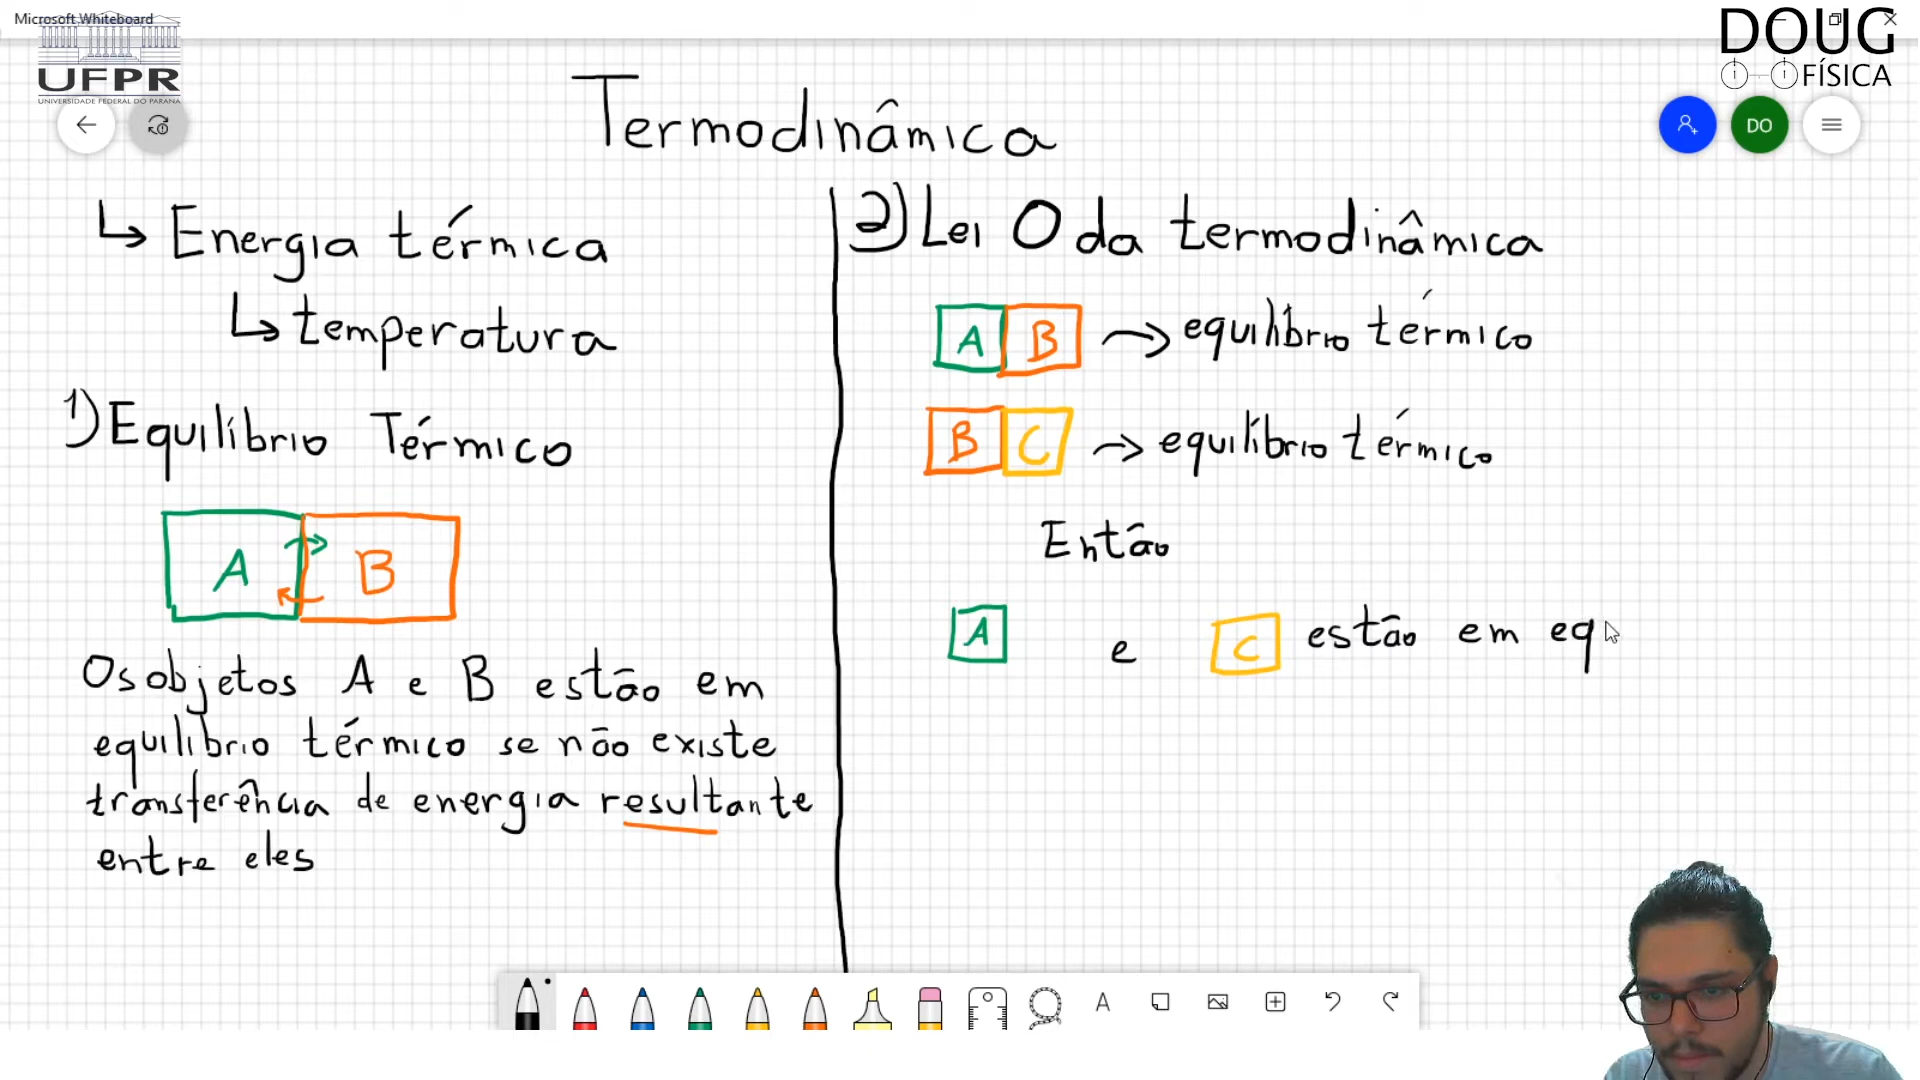 Microsoft Whiteboard
UFPR
UNIVERSIDADE FEDERAL DO PARANÁ
DOUG
FÍSICA
DO
Termodinâmica
↳ Energia térmica
↳ temperatura
1) Equilíbrio Térmico
A B
Os objetos A e B estão em
equilíbrio térmico se não existe
transferência de energia resultante
entre eles
2) Lei 0 da termodinâmica
A B → equilíbrio térmico
B C → equilíbrio térmico
Então
A e C estão em eq
A